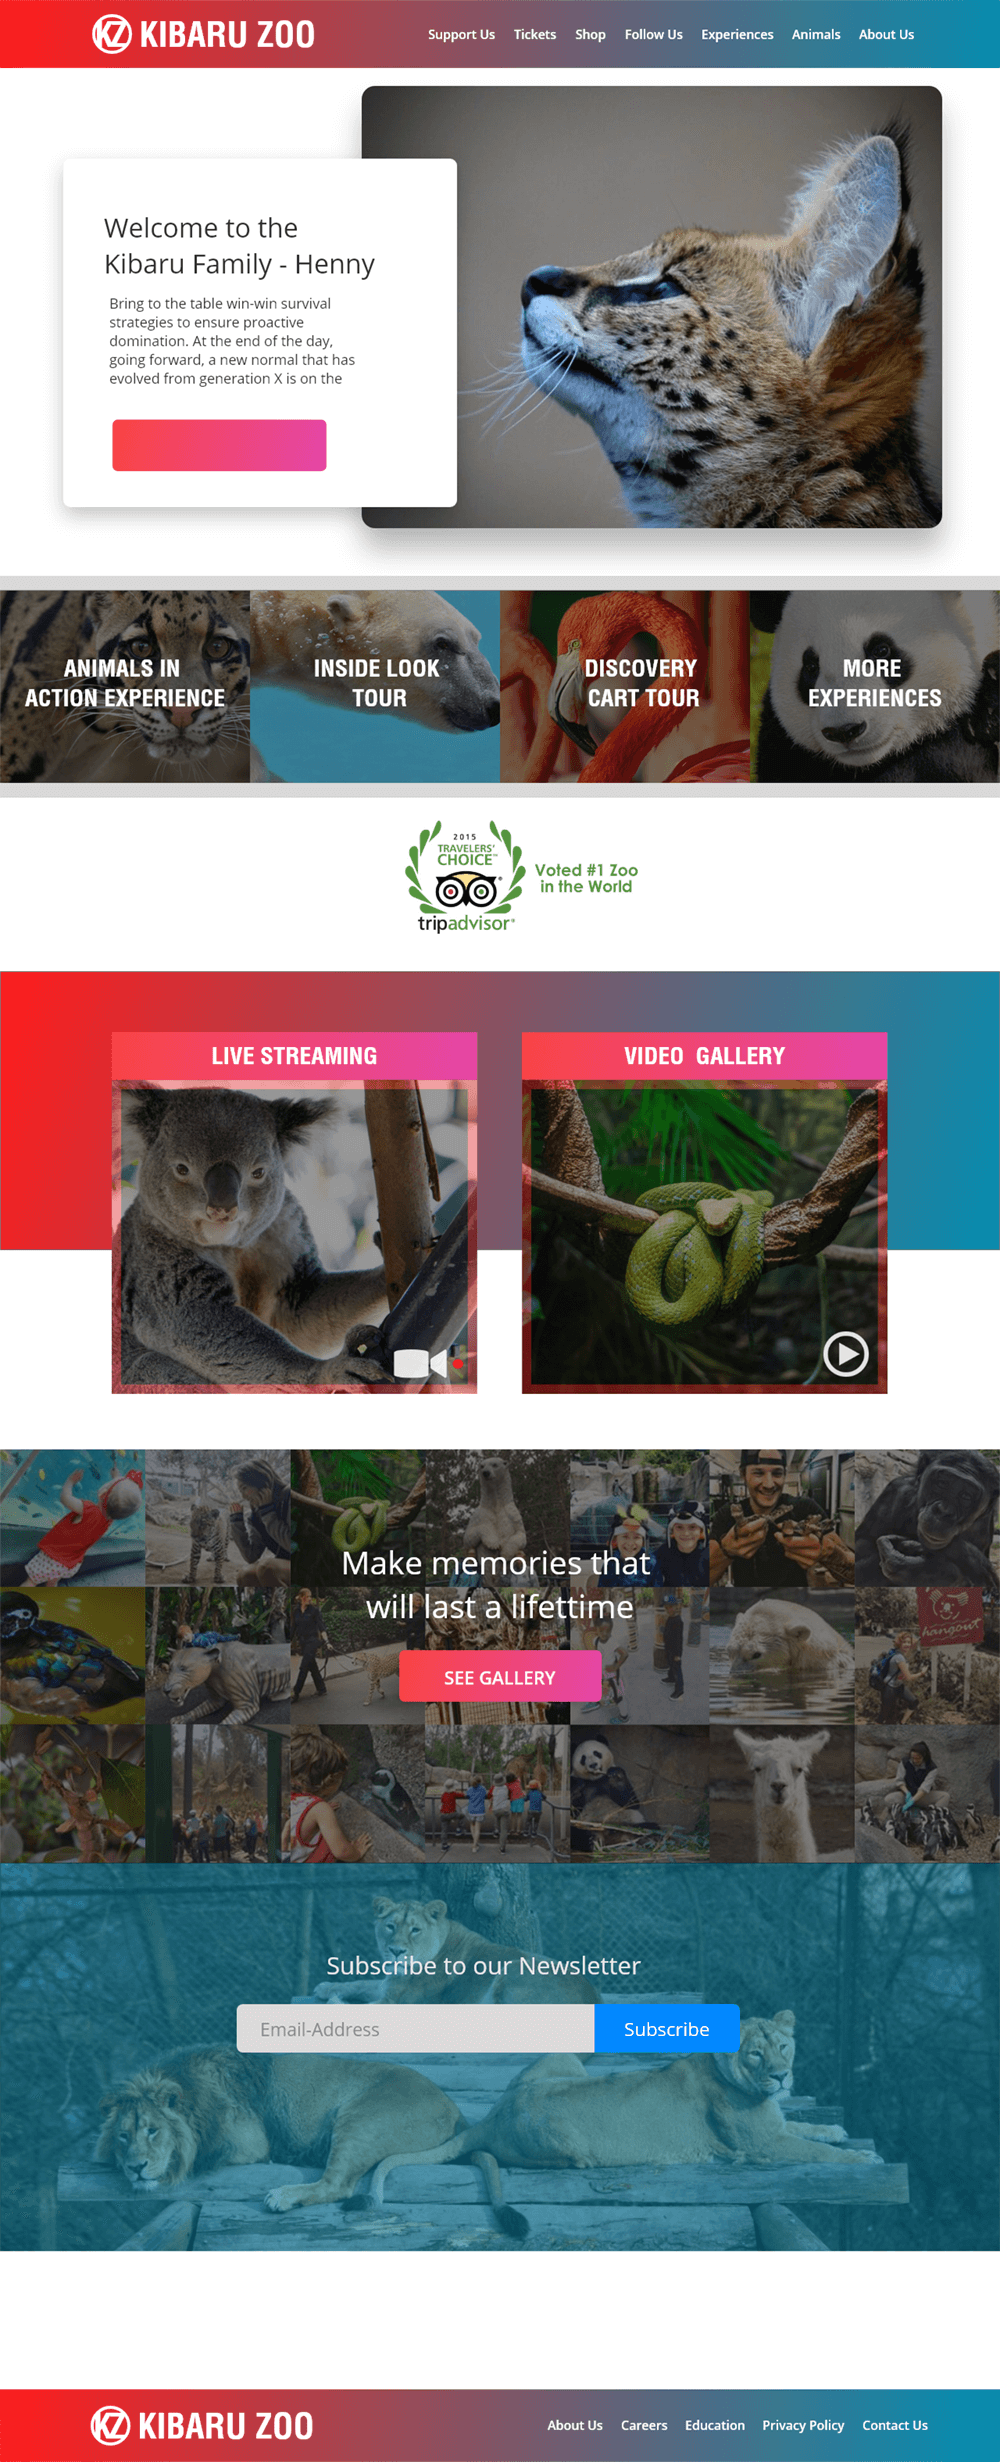 KZ KIBARU ZOO
Support Us Tickets Shop Follow Us Experiences Animals About Us
Welcome to the
Kibaru Family - Henny
Bring to the table win-win survival
strategies to ensure proactive
domination. At the end of the day,
going forward, a new normal that has
evolved from generation X is on the
ANIMALS IN
ACTION EXPERIENCE
INSIDE LOOK
TOUR
DISCOVERY
CART TOUR
MORE
EXPERIENCES
2015
TRAVELERS'
CHOICE™
tripadvisor®
Voted #1 Zoo
in the World
LIVE STREAMING
VIDEO GALLERY
Make memories that
will last a lifettime
hangout
SEE GALLERY
Subscribe to our Newsletter
Email-Address
Subscribe
KZ KIBARU ZOO
About Us Careers Education Privacy Policy Contact Us